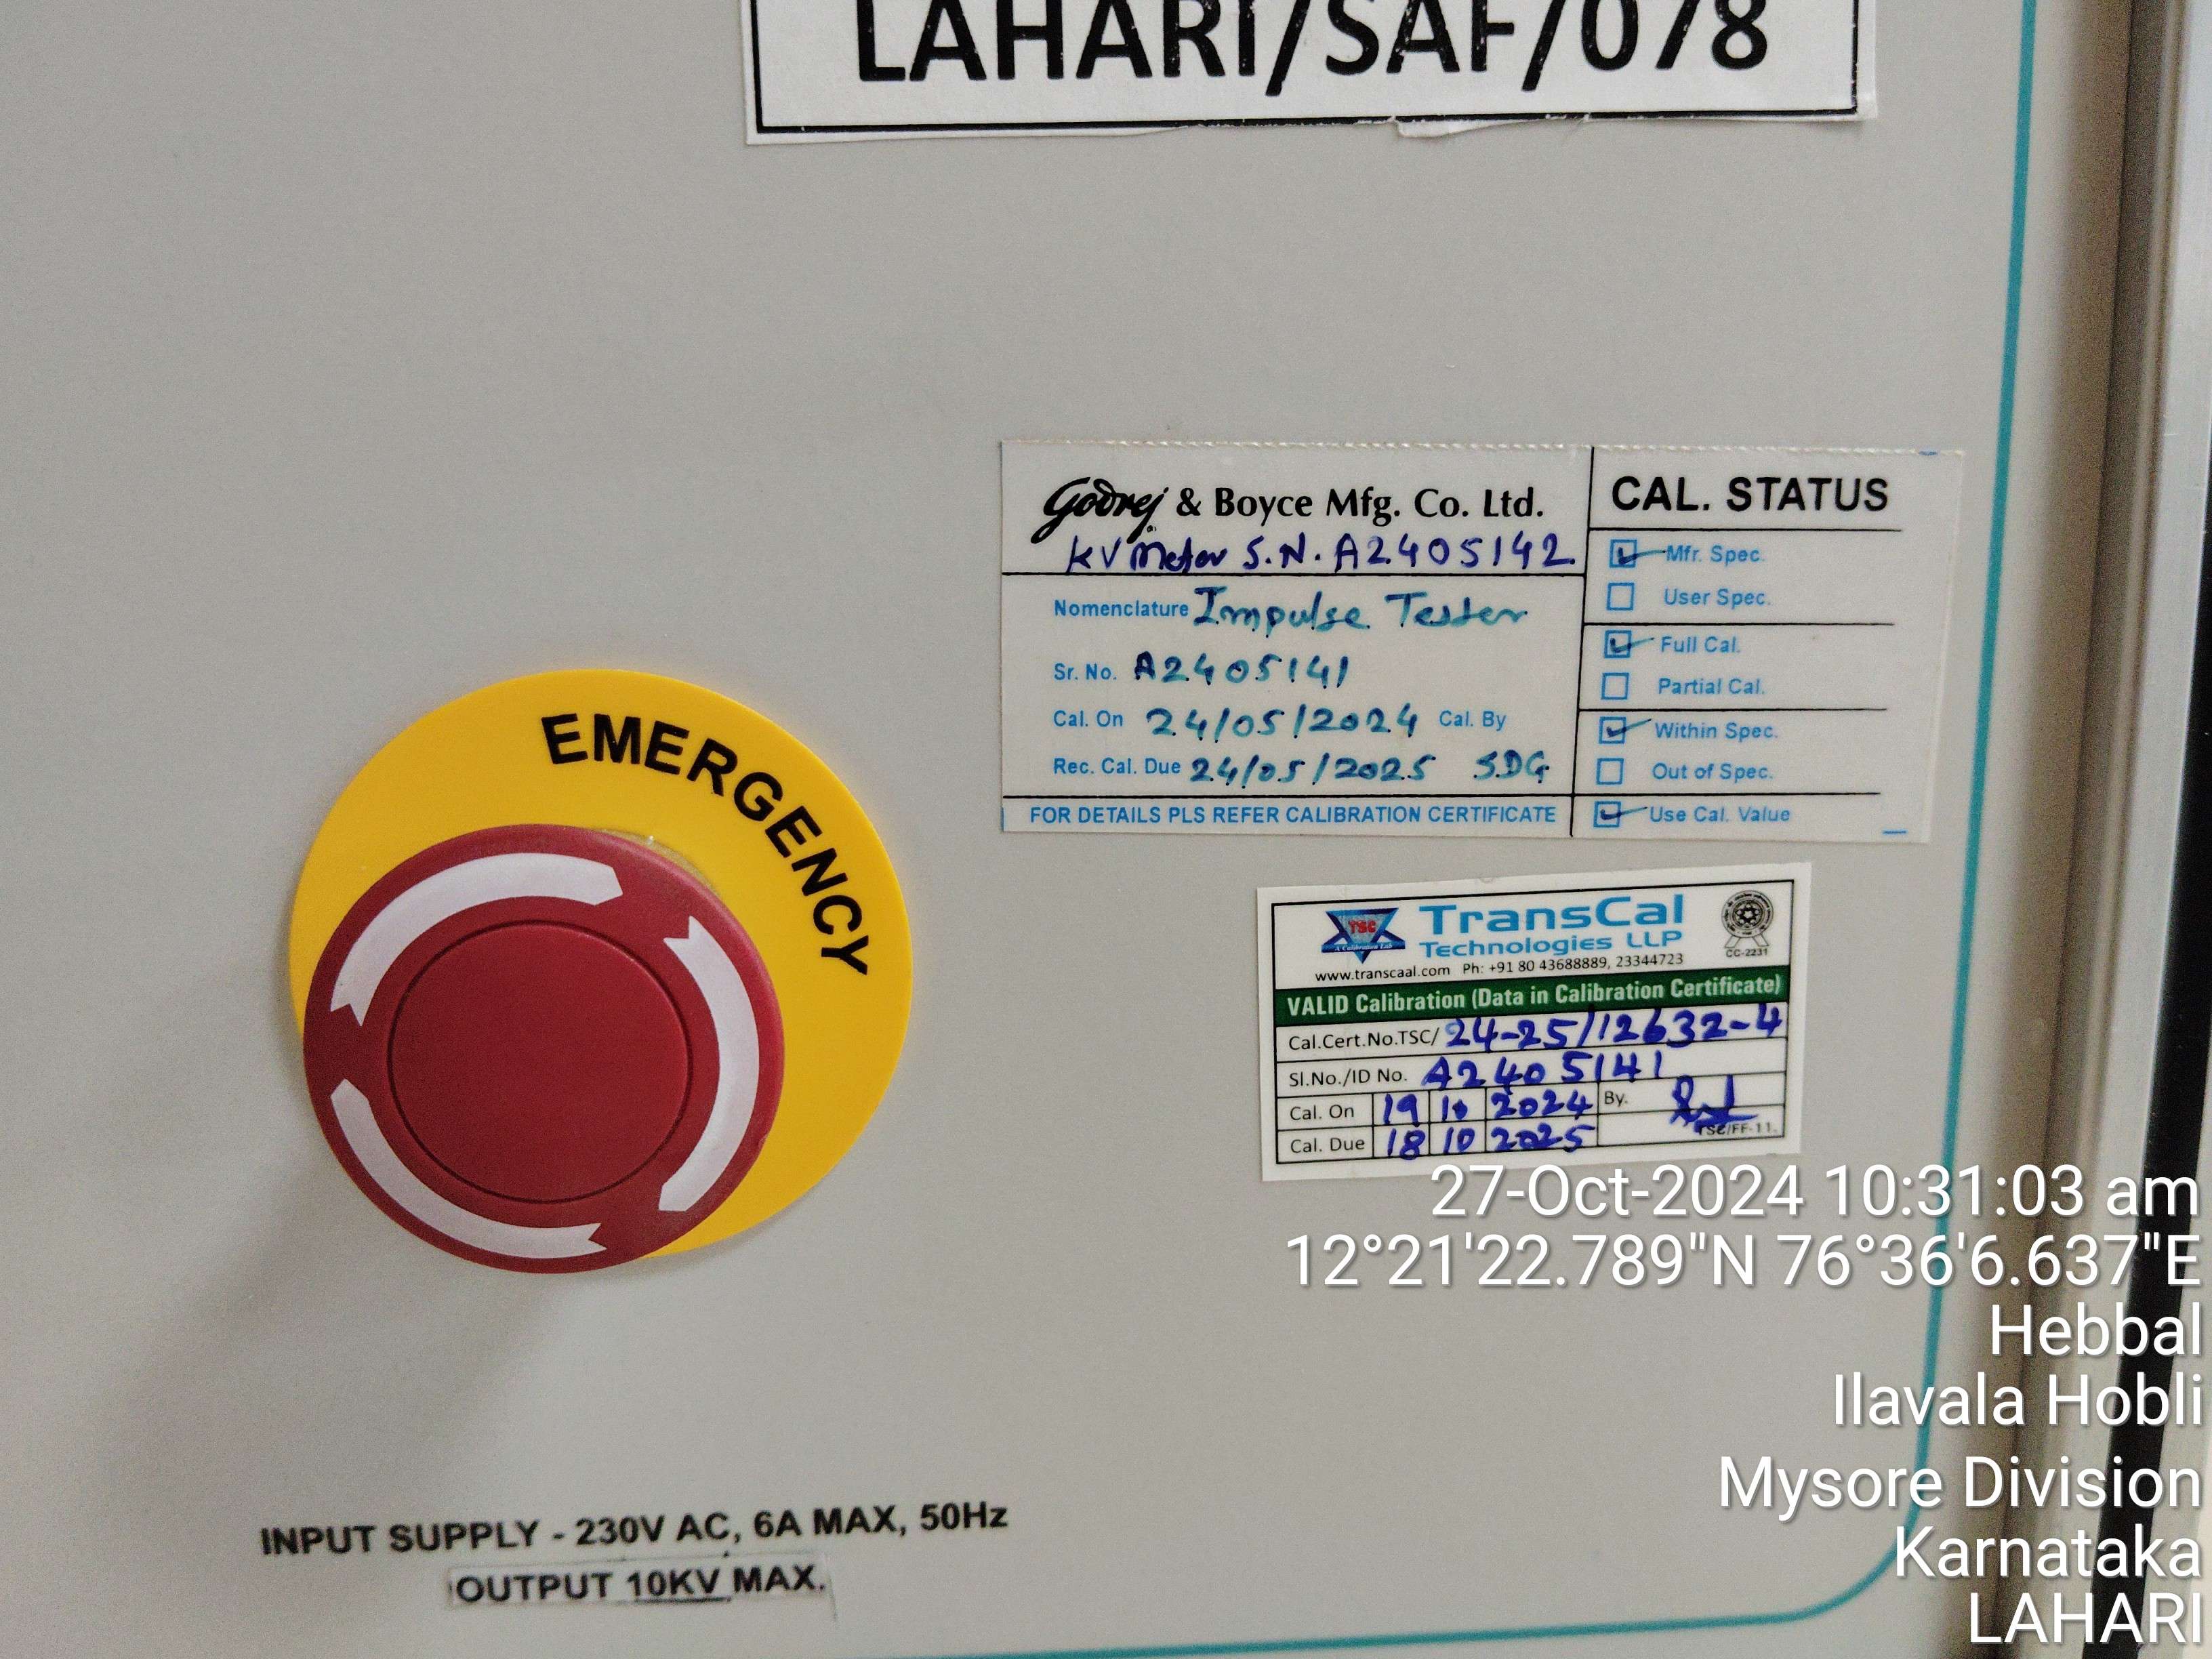 LAHARI/SAF/078
Godrej & Boyce Mfg. Co. Ltd.
KV Meter S.N. A2405142
Nomenclature Impulse Tester
Sr. No. A2405141
Cal. On 24/05/2024 Cal. By
Rec. Cal. Due 24/05/2025 SDG
FOR DETAILS PLS REFER CALIBRATION CERTIFICATE
CAL. STATUS
Mfr. Spec.
User Spec.
Full Cal.
Partial Cal.
Within Spec.
Out of Spec.
Use Cal. Value
EMERGENCY
TSC
A Calibration Lab
TransCal
Technologies LLP
CC-2231
www.transcaal.com Ph: +91 80 43688889, 23344723
VALID Calibration (Data in Calibration Certificate)
Cal.Cert.No.TSC/ 24-25/12632-4
Sl.No./ID No. A2405141
Cal. On 19 10 2024 By.
Cal. Due 18 10 2025
TSC/FF-11.
INPUT SUPPLY - 230V AC, 6A MAX, 50Hz
OUTPUT 10KV MAX.
27-Oct-2024 10:31:03 am
12°21'22.789"N 76°36'6.637"E
Hebbal
Ilavala Hobli
Mysore Division
Karnataka
LAHARI